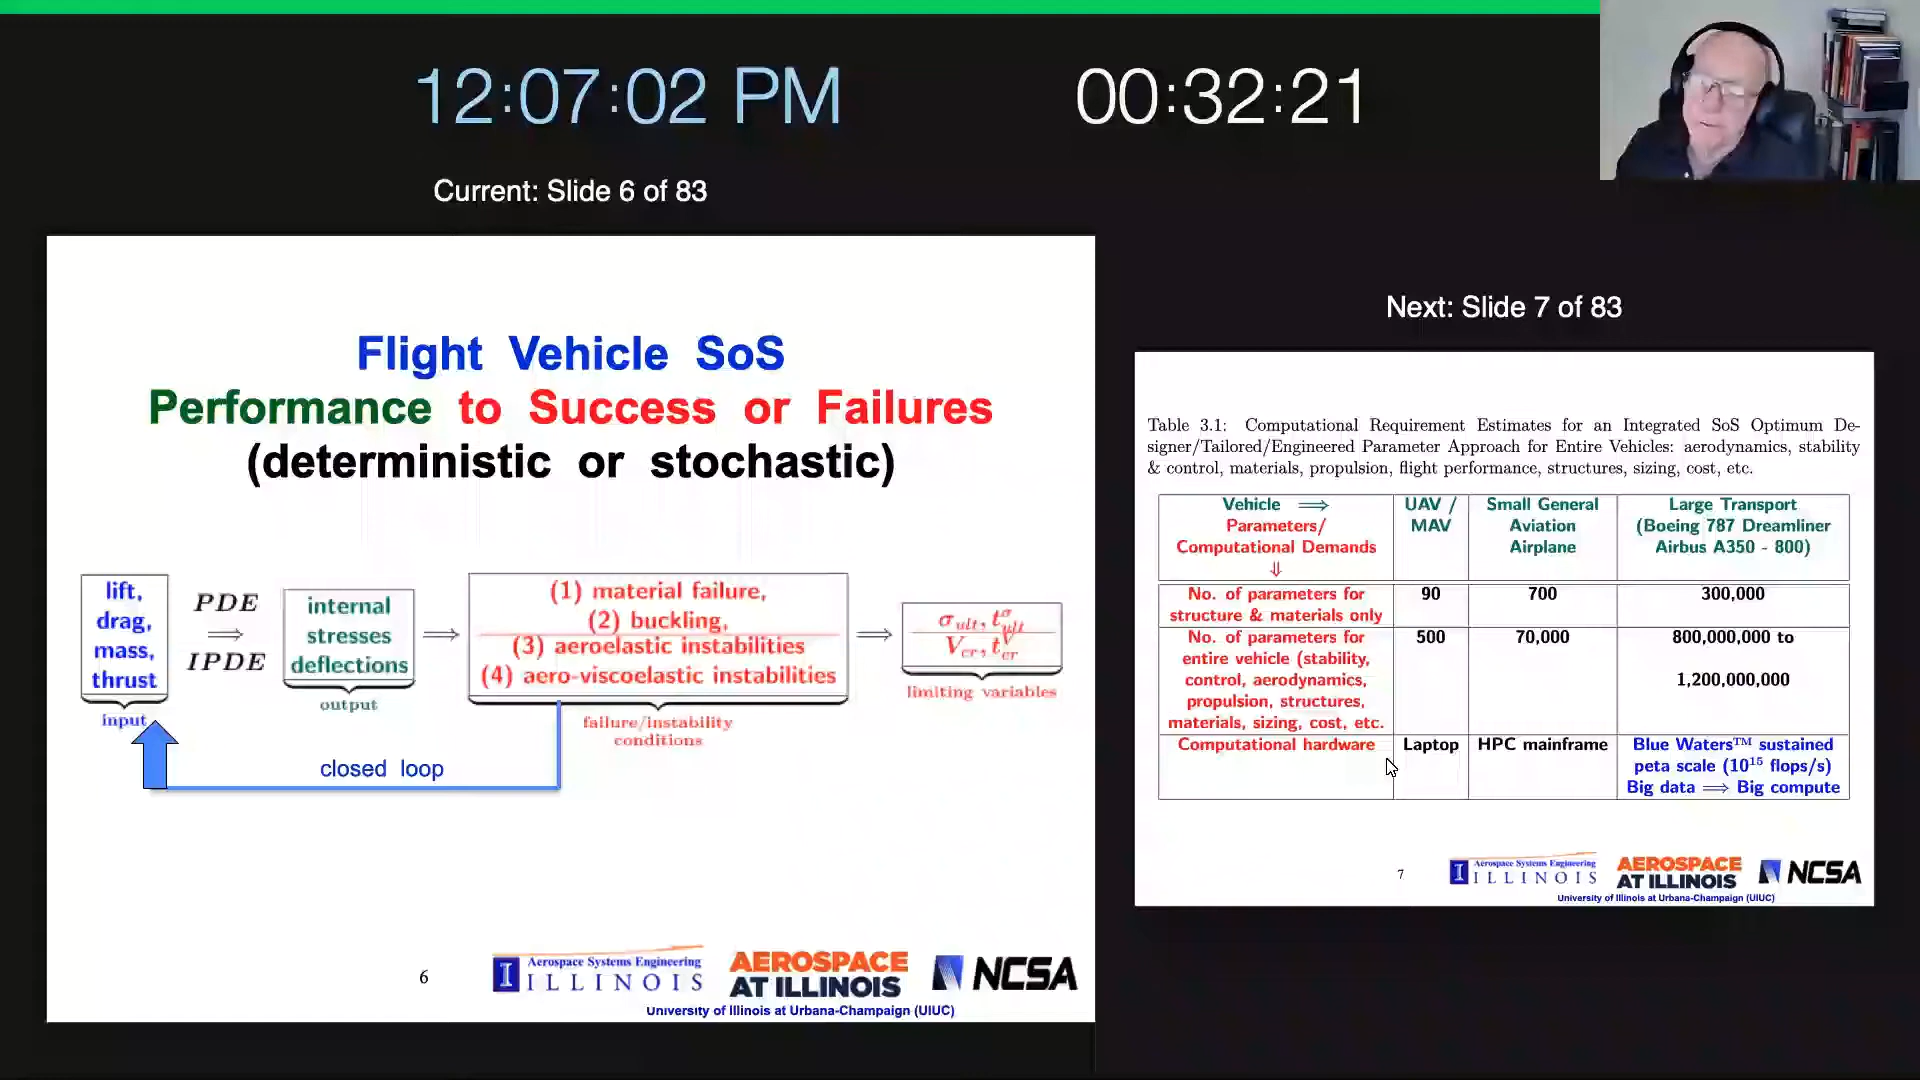 12:07:02 PM
00:32:21
Current: Slide 6 of 83
Flight Vehicle SoS
Performance to Success or Failures
(deterministic or stochastic)
lift,
drag,
mass,
thrust
input
PDE
⟹
IPDE
internal
stresses
deflections
output
⟹
(1) material failure,
(2) buckling,
(3) aeroelastic instabilities
(4) aero-viscoelastic instabilities
failure/instability
conditions
⟹
limiting variables
closed loop
6
I Aerospace Systems Engineering
ILLINOIS
AEROSPACE
AT ILLINOIS
NCSA
University of Illinois at Urbana-Champaign (UIUC)
Next: Slide 7 of 83
Table 3.1: Computational Requirement Estimates for an Integrated SoS Optimum De-
signer/Tailored/Engineered Parameter Approach for Entire Vehicles: aerodynamics, stability
& control, materials, propulsion, flight performance, structures, sizing, cost, etc.
Vehicle ⟹
Parameters/
Computational Demands
⇓
UAV /
MAV
Small General
Aviation
Airplane
Large Transport
(Boeing 787 Dreamliner
Airbus A350 - 800)
No. of parameters for
structure & materials only
90
700
300,000
No. of parameters for
entire vehicle (stability,
control, aerodynamics,
propulsion, structures,
materials, sizing, cost, etc.
500
70,000
800,000,000 to
1,200,000,000
Computational hardware
Laptop
HPC mainframe
Blue Waters™ sustained
peta scale (10¹⁵ flops/s)
Big data ⟹ Big compute
7
I Aerospace Systems Engineering
ILLINOIS
AEROSPACE
AT ILLINOIS
NCSA
University of Illinois at Urbana-Champaign (UIUC)